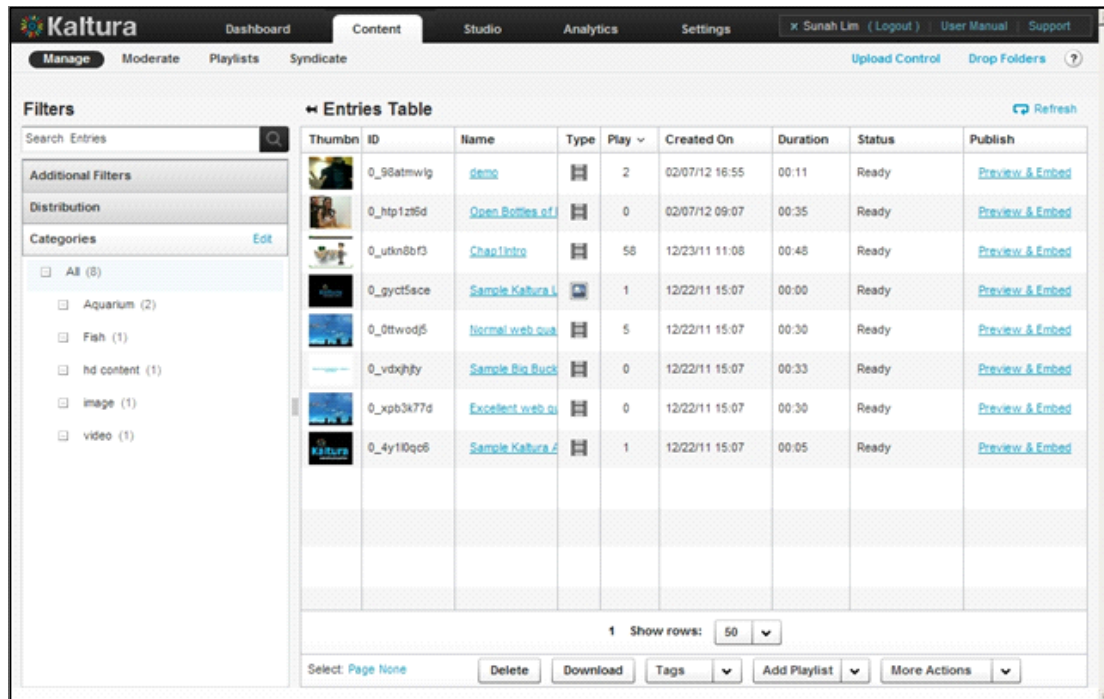 Kaltura Dashboard Content Studio Analytics Settings × Sunah Lim ( Logout ) | User Manual | Support
Manage Moderate Playlists Syndicate Upload Control Drop Folders ?
Filters Entries Table Refresh
Search Entries
Additional Filters
Distribution
Categories Edit
All (8)
Aquarium (2)
Fish (1)
hd content (1)
image (1)
video (1)
Thumbn ID Name Type Play Created On Duration Status Publish
0_98atmwig demo 2 02/07/12 16:55 00:11 Ready Preview & Embed
0_htp1zt6d Open Bottles of 0 02/07/12 09:07 00:35 Ready Preview & Embed
0_utkn8bf3 Chap1Intro 58 12/23/11 11:08 00:48 Ready Preview & Embed
0_gyct5sce Sample Kaltura L 1 12/22/11 15:07 00:00 Ready Preview & Embed
0_0ttwodj5 Normal web qua 5 12/22/11 15:07 00:30 Ready Preview & Embed
0_vdxjhjty Sample Big Buck 0 12/22/11 15:07 00:33 Ready Preview & Embed
0_xpb3k77d Excellent web qu 0 12/22/11 15:07 00:30 Ready Preview & Embed
Kaltura 0_4y1l0qc6 Sample Kaltura A 1 12/22/11 15:07 00:05 Ready Preview & Embed
1 Show rows: 50
Select: Page None Delete Download Tags Add Playlist More Actions